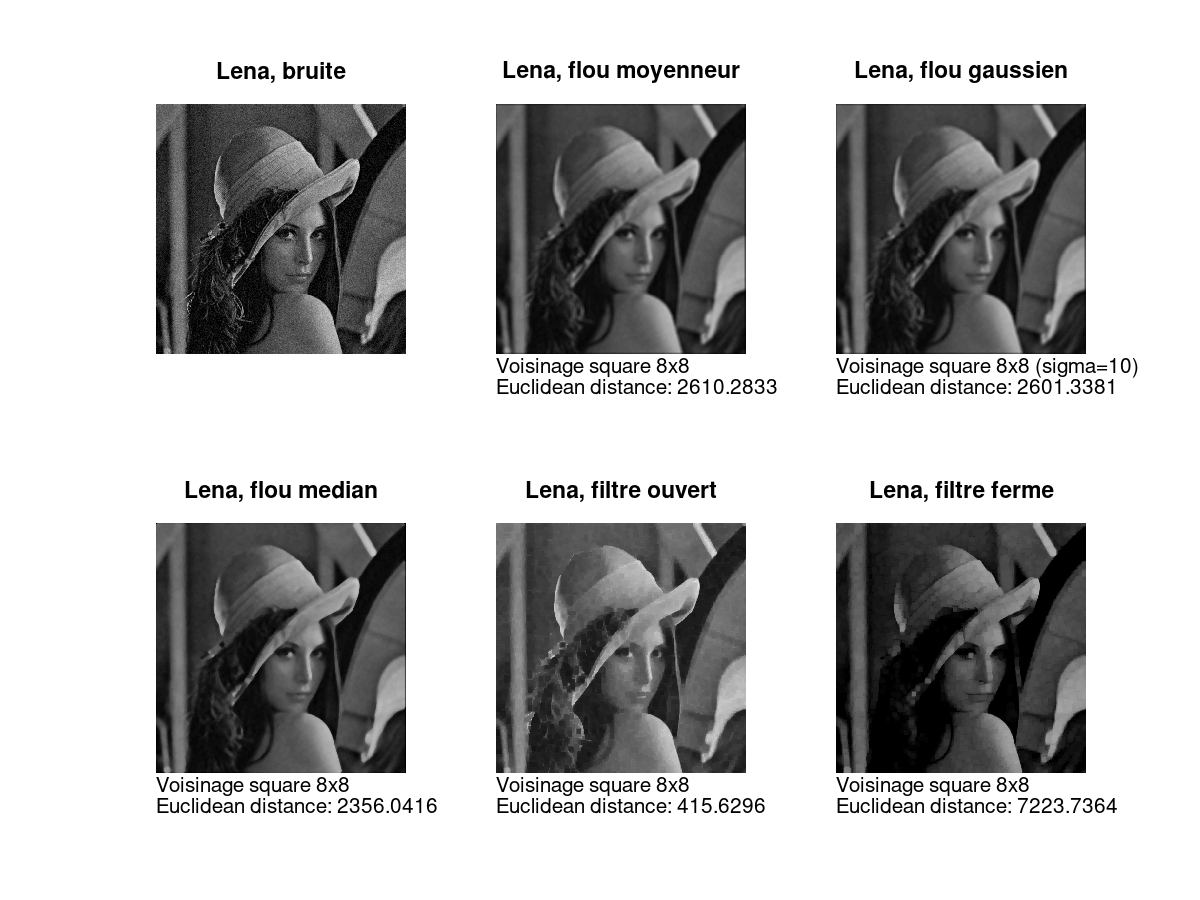 Lena, bruite
Lena, flou moyenneur
Lena, flou gaussien
Voisinage square 8x8
Euclidean distance: 2610.2833
Voisinage square 8x8 (sigma=10)
Euclidean distance: 2601.3381
Lena, flou median
Lena, filtre ouvert
Lena, filtre ferme
Voisinage square 8x8
Euclidean distance: 2356.0416
Voisinage square 8x8
Euclidean distance: 415.6296
Voisinage square 8x8
Euclidean distance: 7223.7364